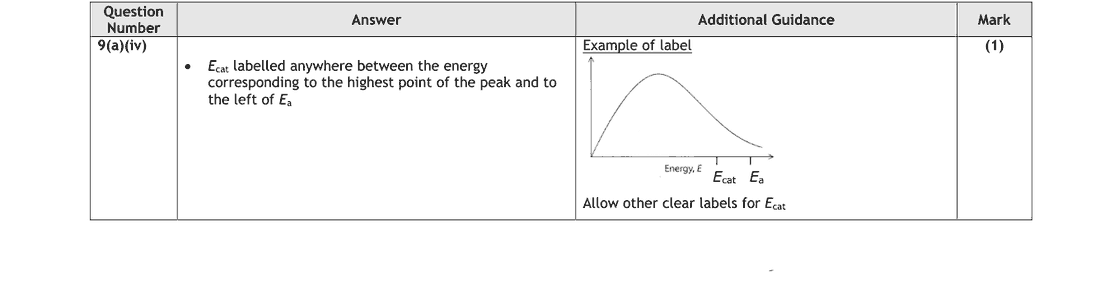 Question Number
Answer
Additional Guidance
Mark
9(a)(iv)
• Ecat labelled anywhere between the energy
corresponding to the highest point of the peak and to
the left of Ea
Example of label
Energy, E
Ecat Ea
Allow other clear labels for Ecat
(1)